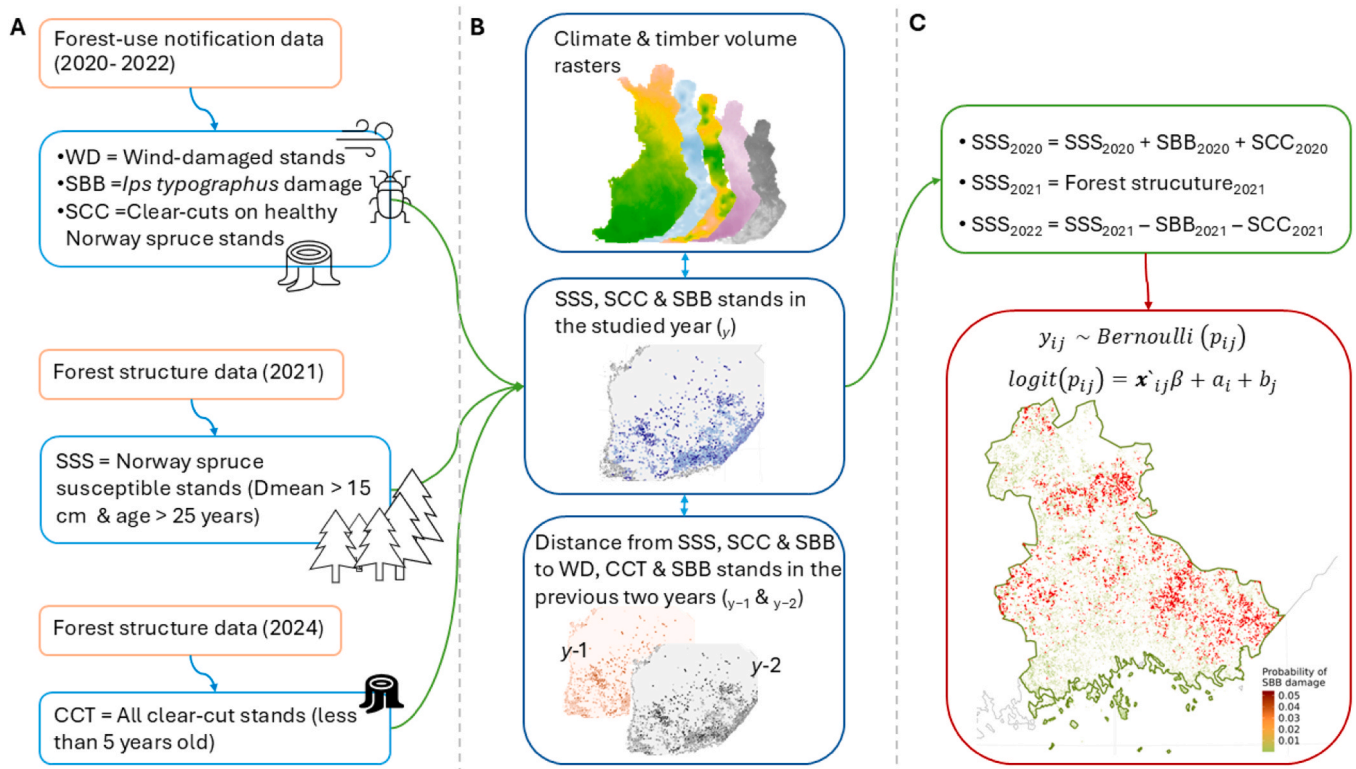 A
Forest-use notification data
(2020- 2022)
•WD = Wind-damaged stands
•SBB =Ips typographus damage
•SCC =Clear-cuts on healthy
Norway spruce stands
Forest structure data (2021)
SSS = Norway spruce
susceptible stands (Dmean > 15
cm & age > 25 years)
Forest structure data (2024)
CCT = All clear-cut stands (less
than 5 years old)
B
Climate & timber volume
rasters
SSS, SCC & SBB stands in
the studied year (y)
Distance from SSS, SCC & SBB
to WD, CCT & SBB stands in the
previous two years (y−1 & y−2)
y-1
y-2
C
• SSS2020 = SSS2020 + SBB2020 + SCC2020
• SSS2021 = Forest strucuture2021
• SSS2022 = SSS2021 − SBB2021 − SCC2021
yij ~ Bernoulli (pij)
logit(pij) = x`ijβ + ai + bj
Probability of
SBB damage
0.05
0.04
0.03
0.02
0.01